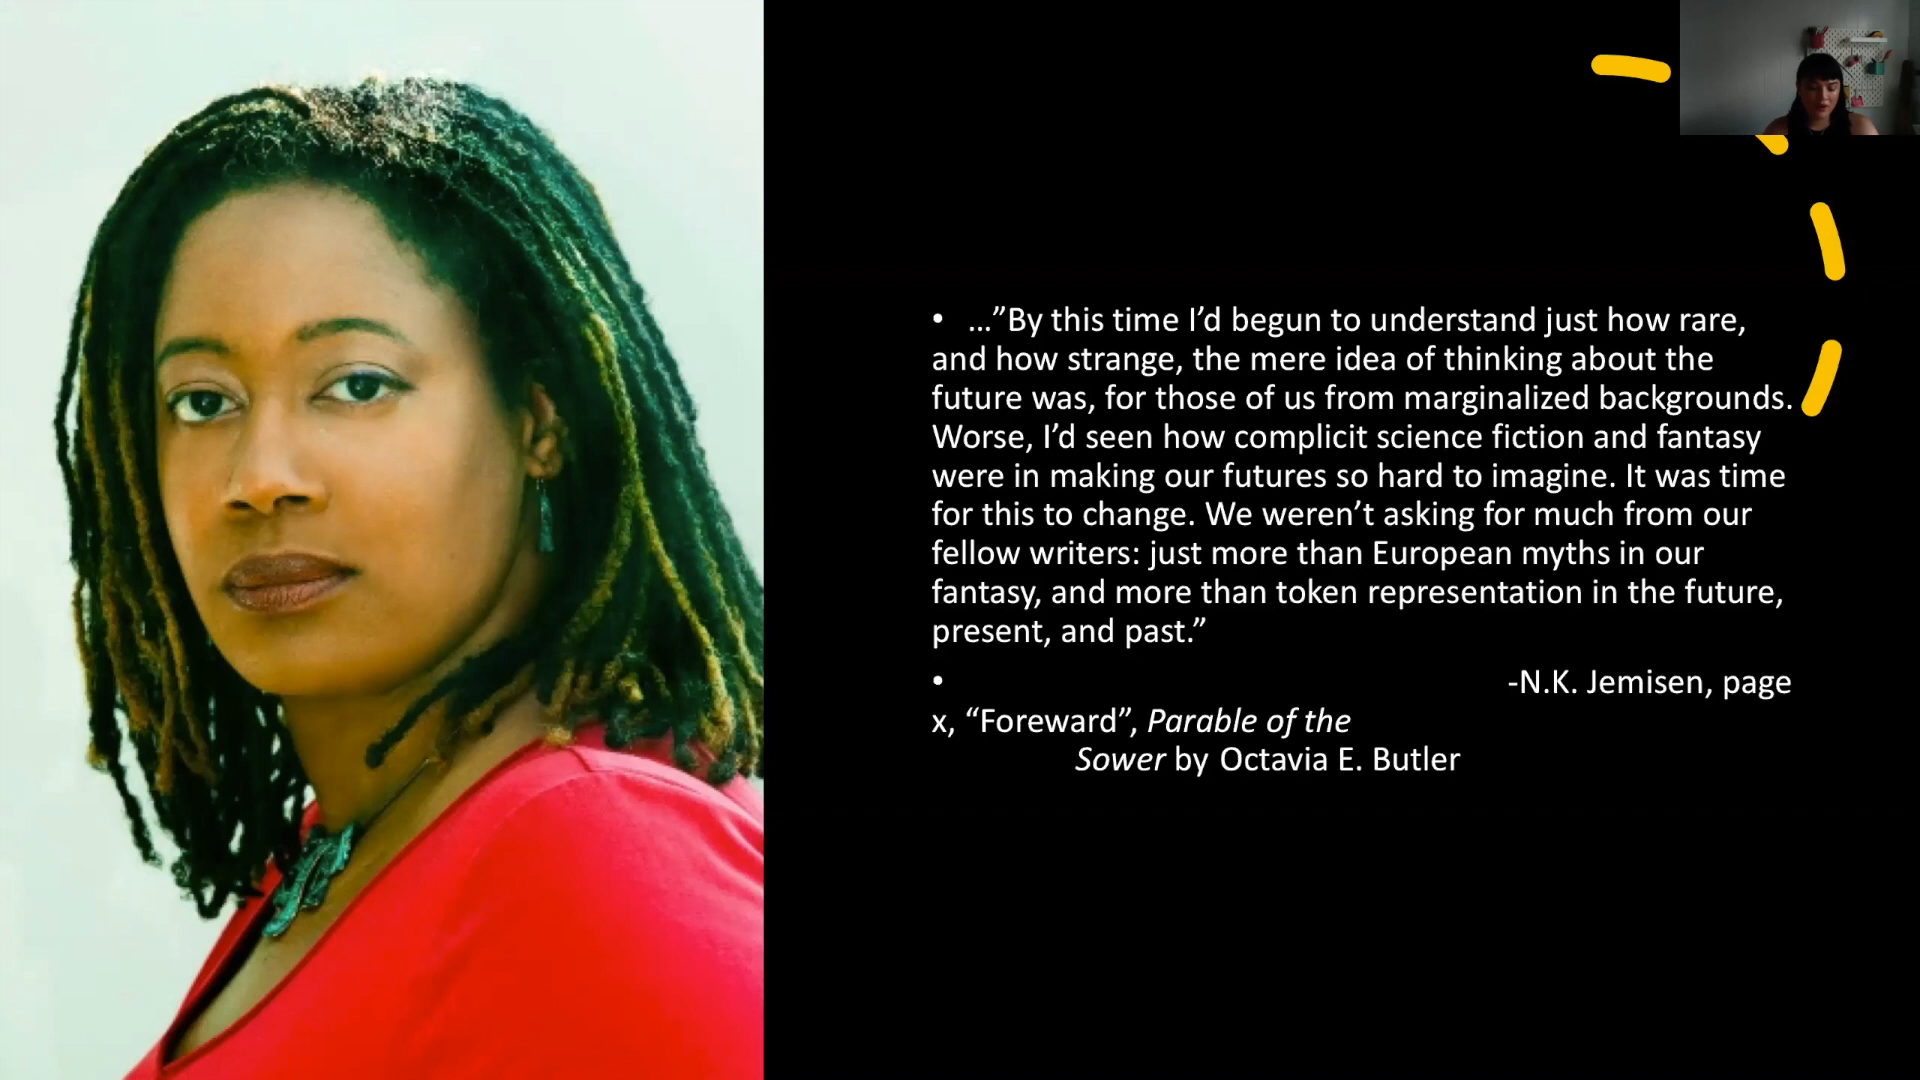 • …”By this time I’d begun to understand just how rare,
and how strange, the mere idea of thinking about the
future was, for those of us from marginalized backgrounds.
Worse, I’d seen how complicit science fiction and fantasy
were in making our futures so hard to imagine. It was time
for this to change. We weren’t asking for much from our
fellow writers: just more than European myths in our
fantasy, and more than token representation in the future,
present, and past.”
• -N.K. Jemisen, page
x, “Foreward”, Parable of the
Sower by Octavia E. Butler